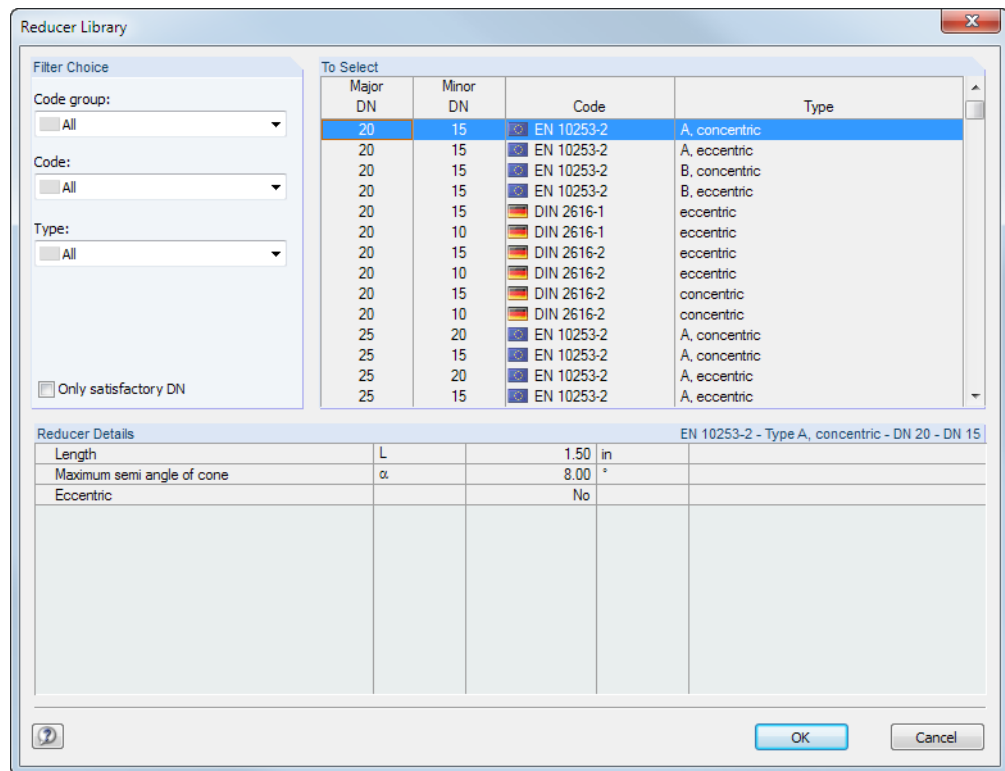 Reducer Library
Filter Choice
Code group:
All
Code:
All
Type:
All
Only satisfactory DN
To Select
Major DN Minor DN Code Type
20 15 EN 10253-2 A, concentric
20 15 EN 10253-2 A, eccentric
20 15 EN 10253-2 B, concentric
20 15 EN 10253-2 B, eccentric
20 15 DIN 2616-1 eccentric
20 10 DIN 2616-1 eccentric
20 15 DIN 2616-2 eccentric
20 10 DIN 2616-2 eccentric
20 15 DIN 2616-2 concentric
20 10 DIN 2616-2 concentric
25 20 EN 10253-2 A, concentric
25 15 EN 10253-2 A, concentric
25 20 EN 10253-2 A, eccentric
25 15 EN 10253-2 A, eccentric
Reducer Details EN 10253-2 - Type A, concentric - DN 20 - DN 15
Length L 1.50 in
Maximum semi angle of cone α 8.00 °
Eccentric No
OK Cancel